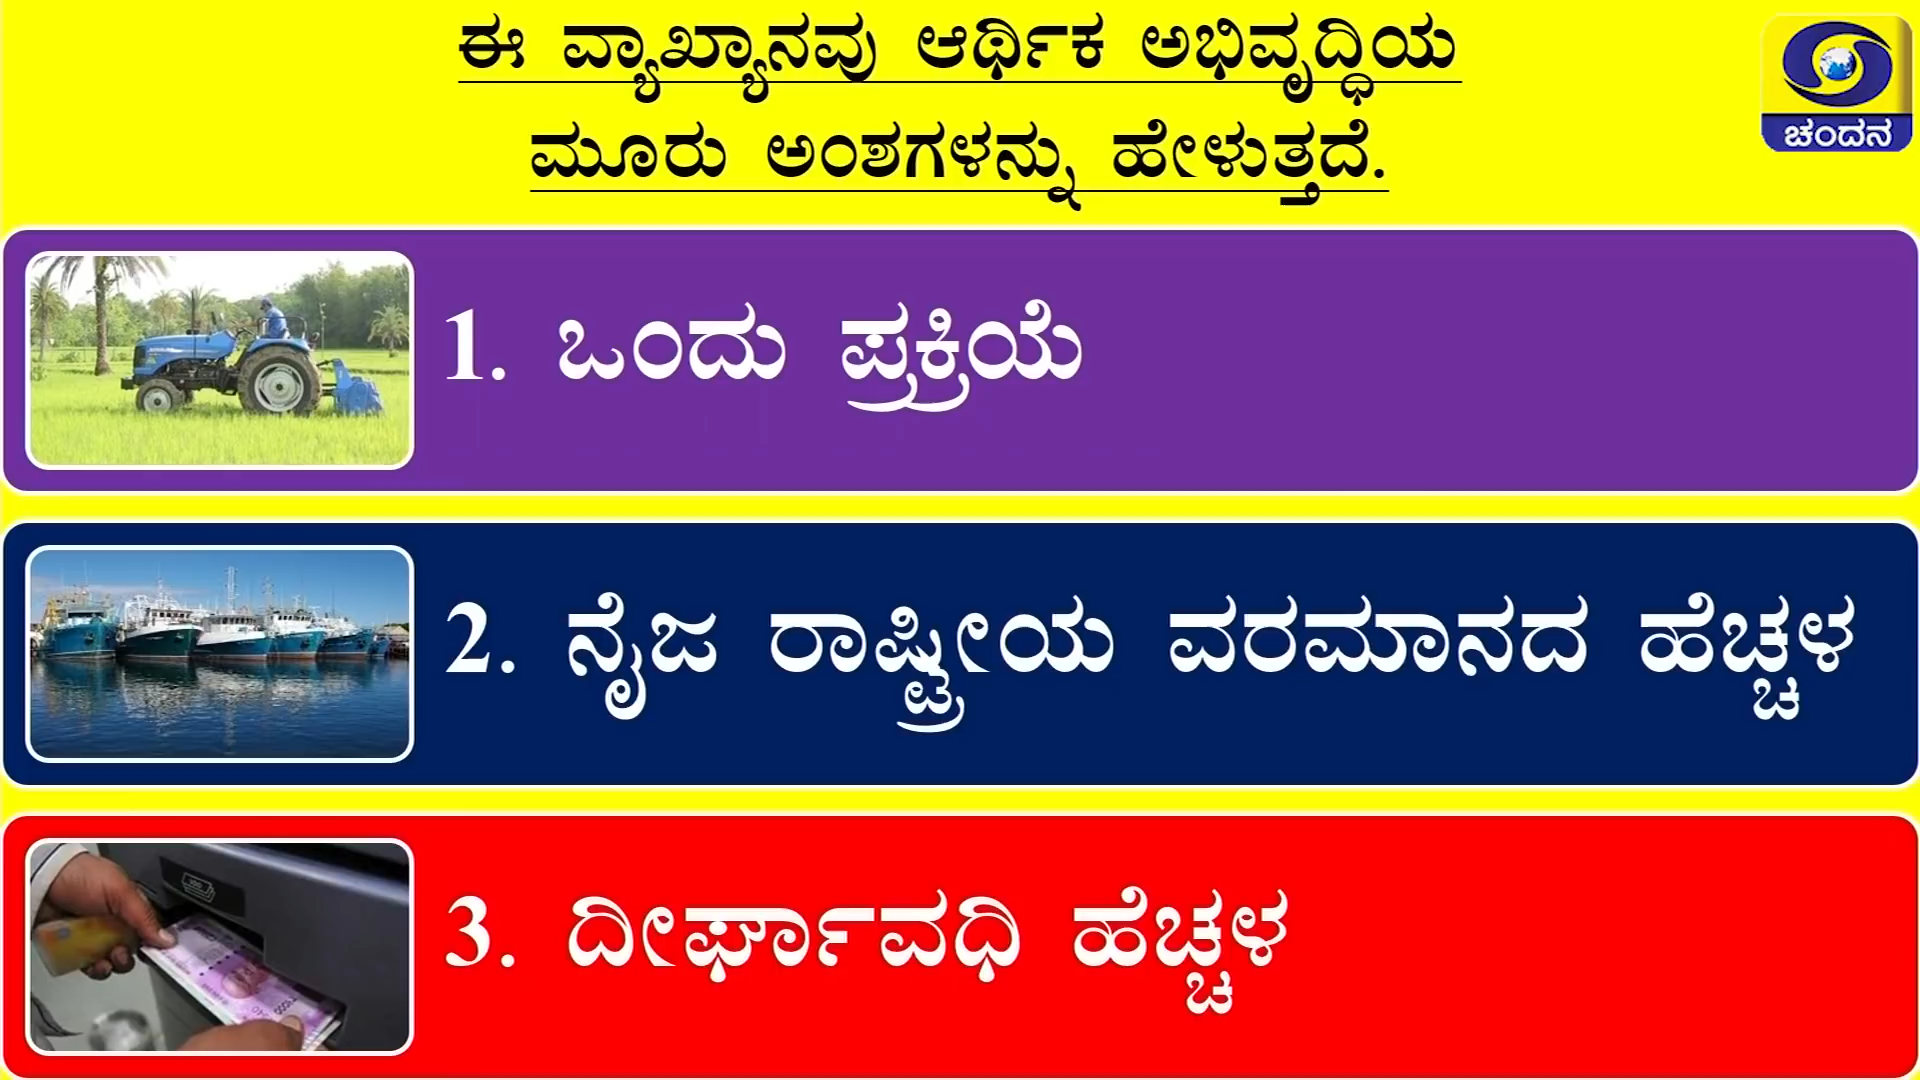 ಈ ವ್ಯಾಖ್ಯಾನವು ಆರ್ಥಿಕ ಅಭಿವೃದ್ಧಿಯ
ಮೂರು ಅಂಶಗಳನ್ನು ಹೇಳುತ್ತದೆ.
ಚಂದನ
1. ಒಂದು ಪ್ರಕ್ರಿಯೆ
2. ನೈಜ ರಾಷ್ಟ್ರೀಯ ವರಮಾನದ ಹೆಚ್ಚಳ
3. ದೀರ್ಘಾವಧಿ ಹೆಚ್ಚಳ